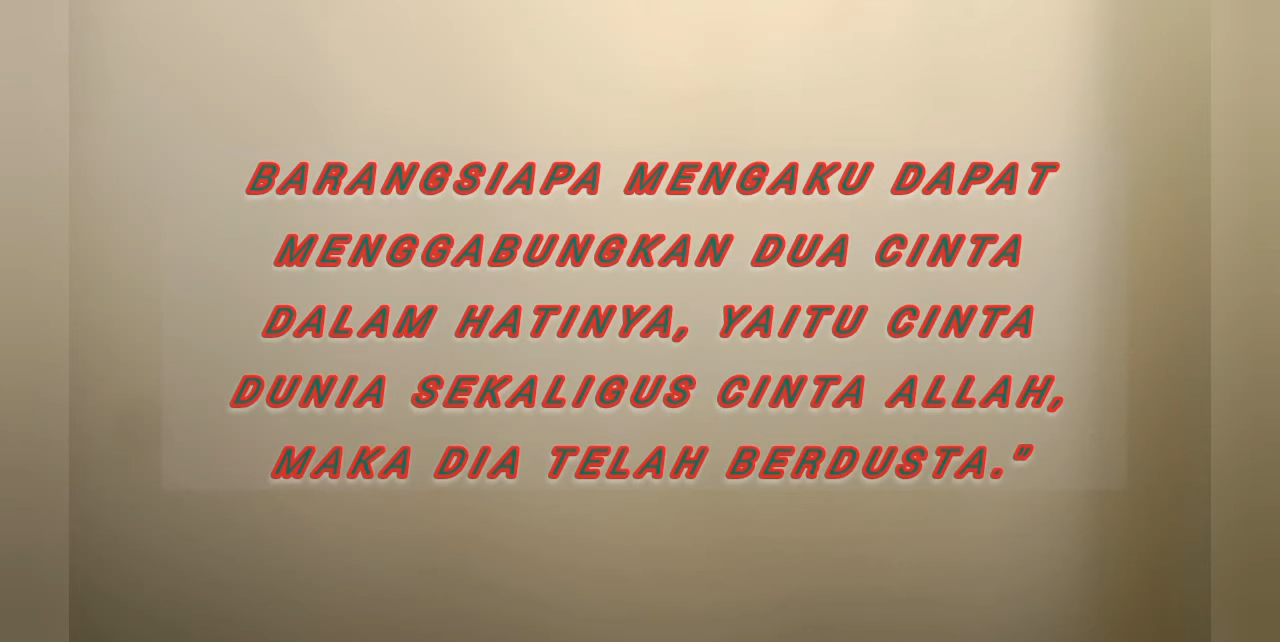 BARANGSIAPA MENGAKU DAPAT
MENGGABUNGKAN DUA CINTA
DALAM HATINYA, YAITU CINTA
DUNIA SEKALIGUS CINTA ALLAH,
MAKA DIA TELAH BERDUSTA."